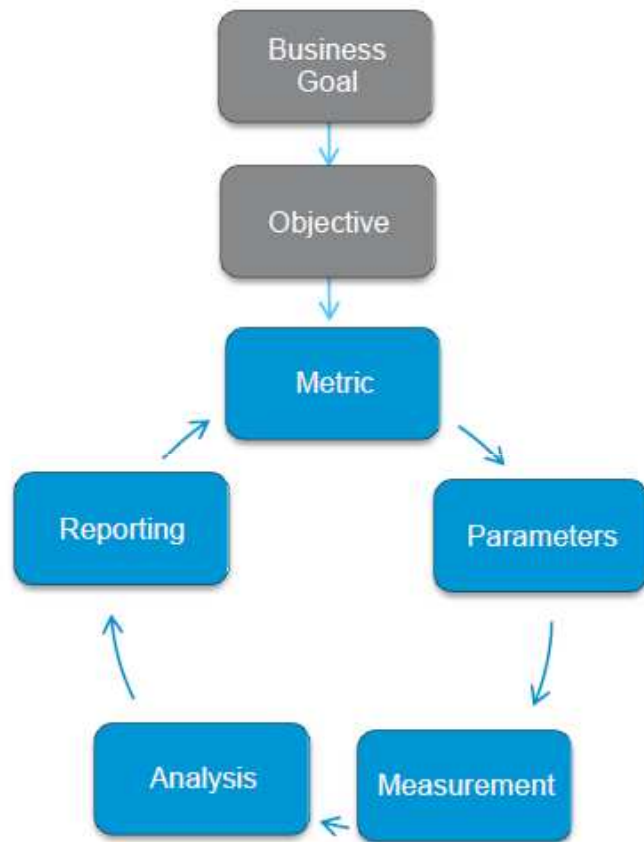 Business
Goal
Objective
Metric
Parameters
Measurement
Analysis
Reporting